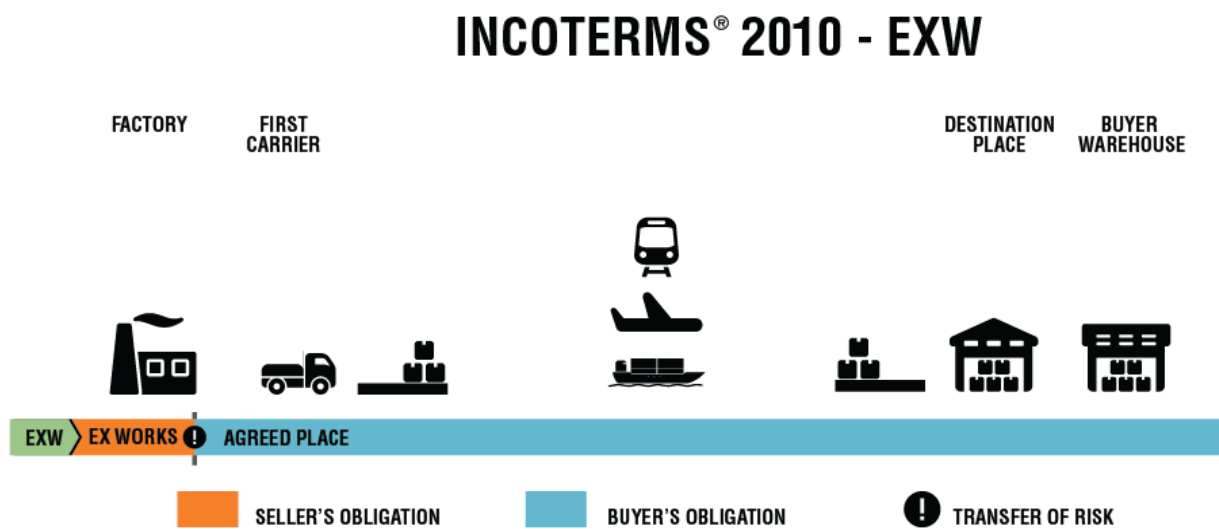 INCOTERMS® 2010 - EXW
FACTORY
FIRST
CARRIER
DESTINATION
PLACE
BUYER
WAREHOUSE
EXW
EX WORKS
!
AGREED PLACE
SELLER'S OBLIGATION
BUYER'S OBLIGATION
!
TRANSFER OF RISK